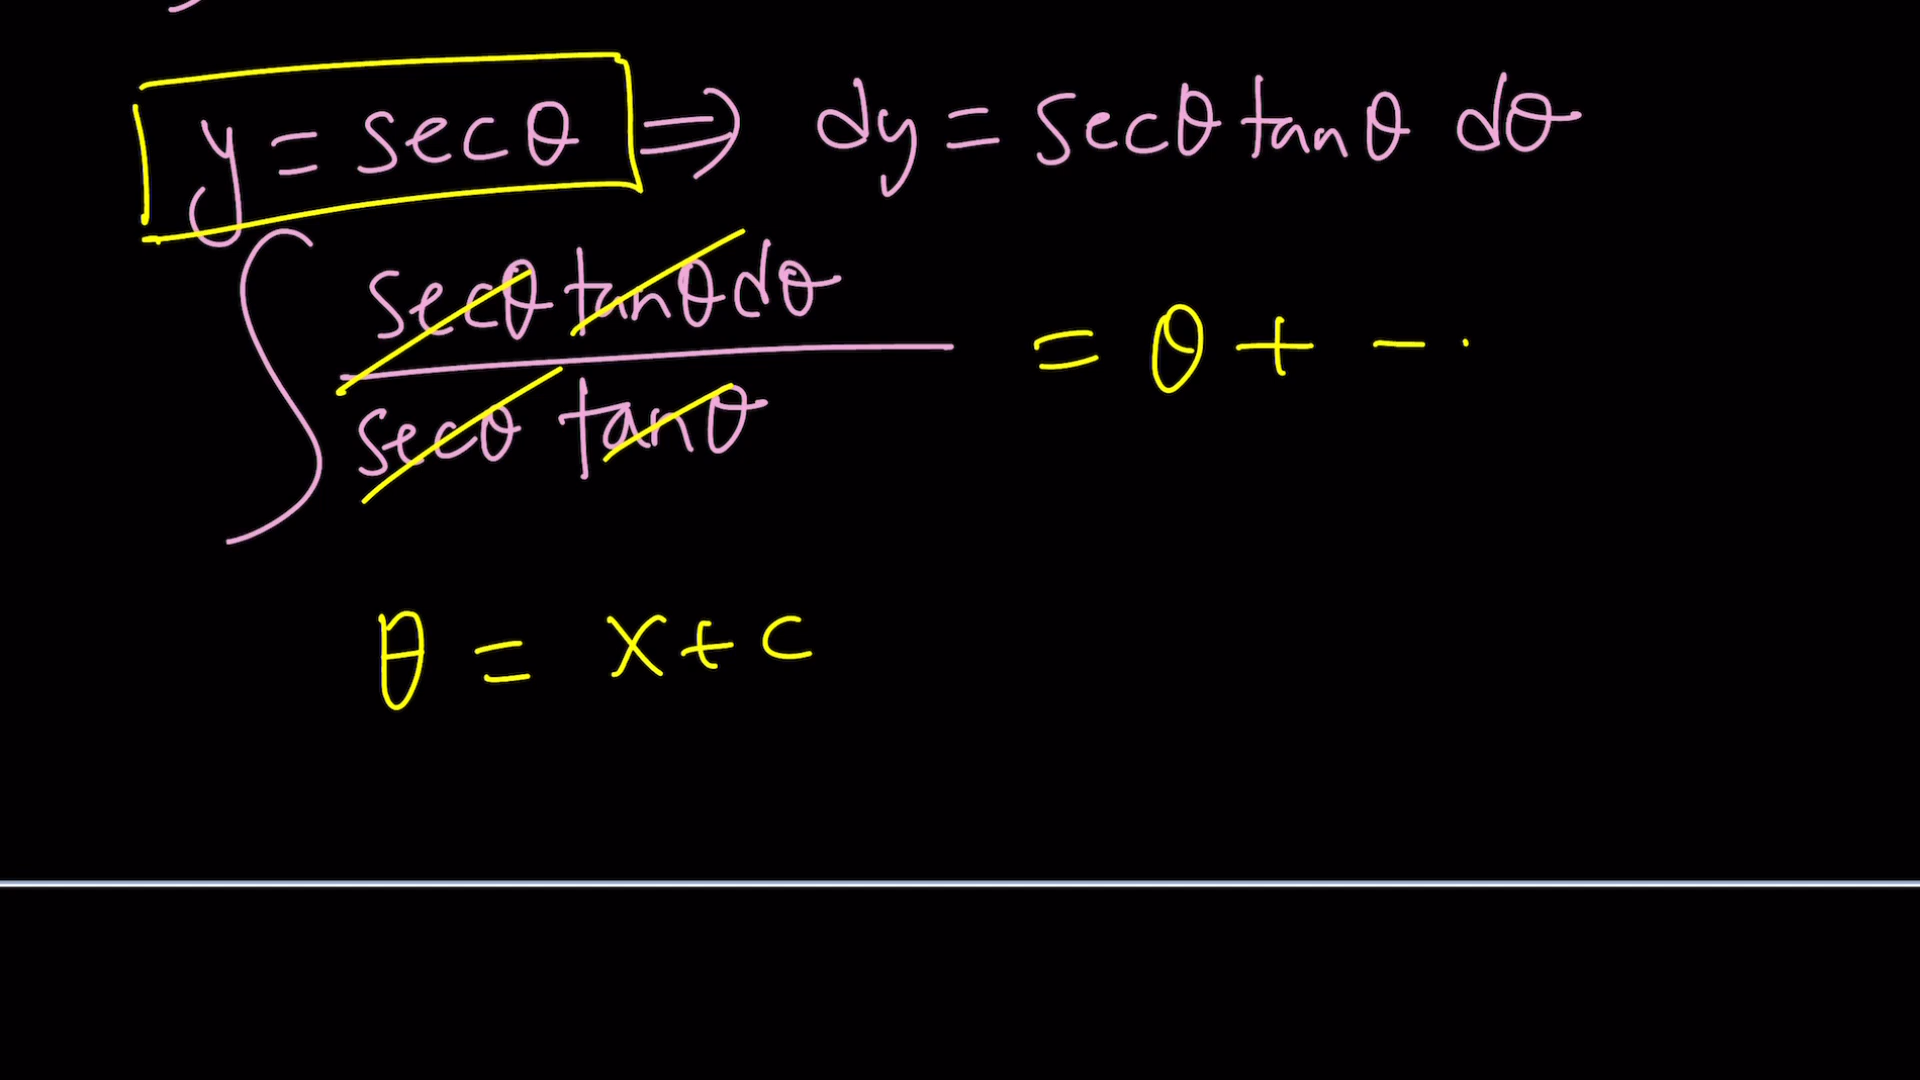 y = secθ ⇒ dy = secθ tanθ dθ
∫ secθ tanθ dθ / secθ tanθ = θ + - ·
θ = x + c